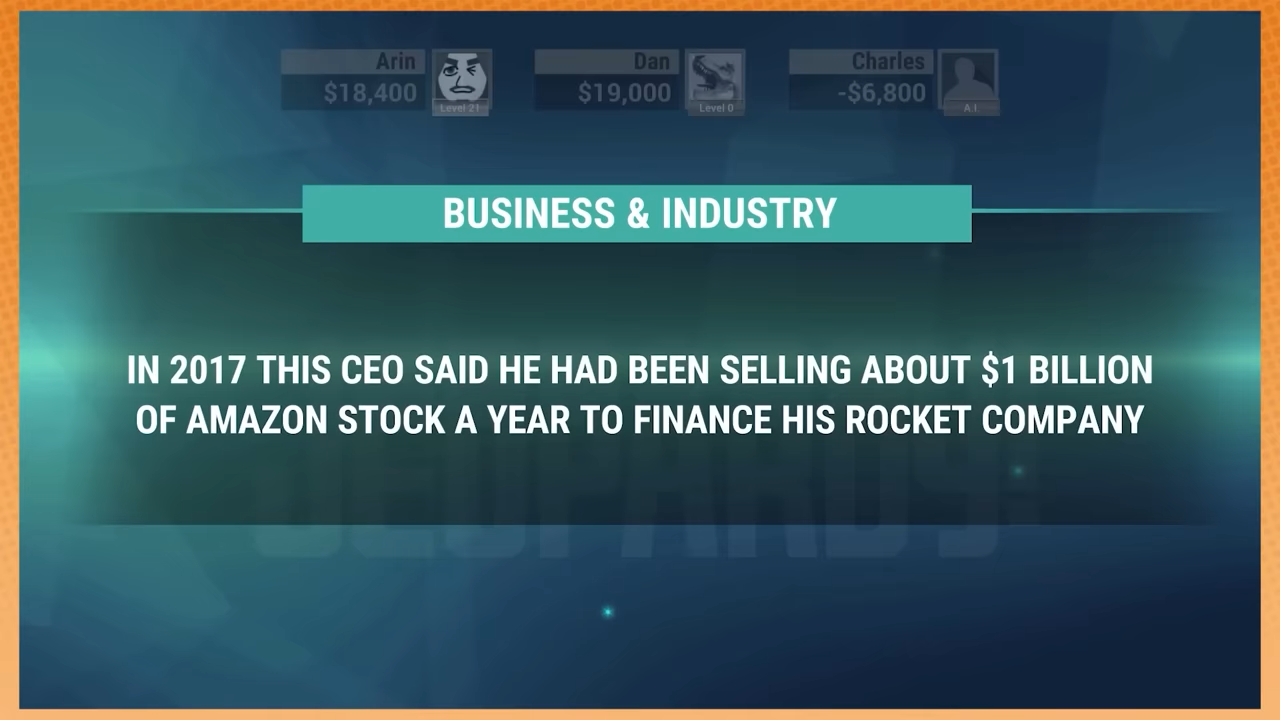 Arin
$18,400
Level 21
Dan
$19,000
Level 0
Charles
-$6,800
A.I
BUSINESS & INDUSTRY
IN 2017 THIS CEO SAID HE HAD BEEN SELLING ABOUT $1 BILLION
OF AMAZON STOCK A YEAR TO FINANCE HIS ROCKET COMPANY
JEOPARDY!